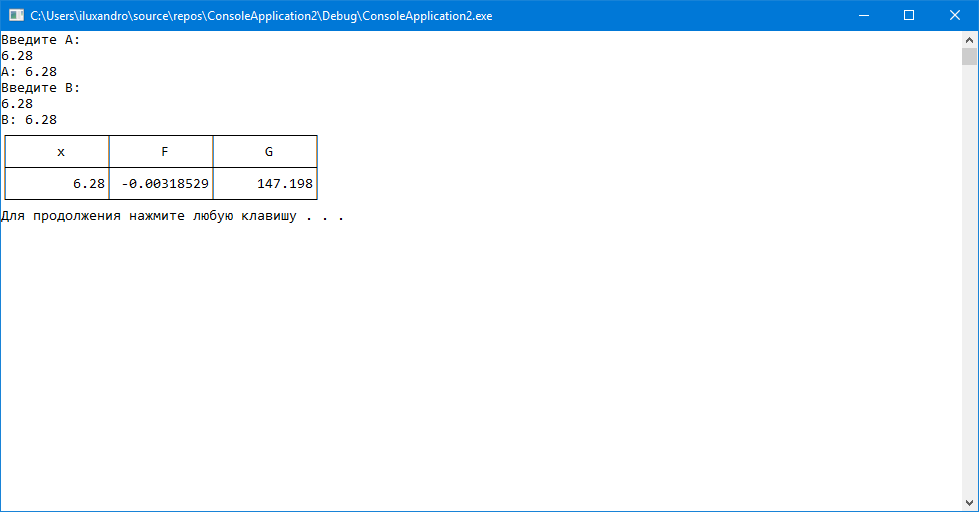 C:\Users\iluxandro\source\repos\ConsoleApplication2\Debug\ConsoleApplication2.exe
Введите A:
6.28
A: 6.28
Введите B:
6.28
B: 6.28
x F G
6.28 -0.00318529 147.198
Для продолжения нажмите любую клавишу . . .